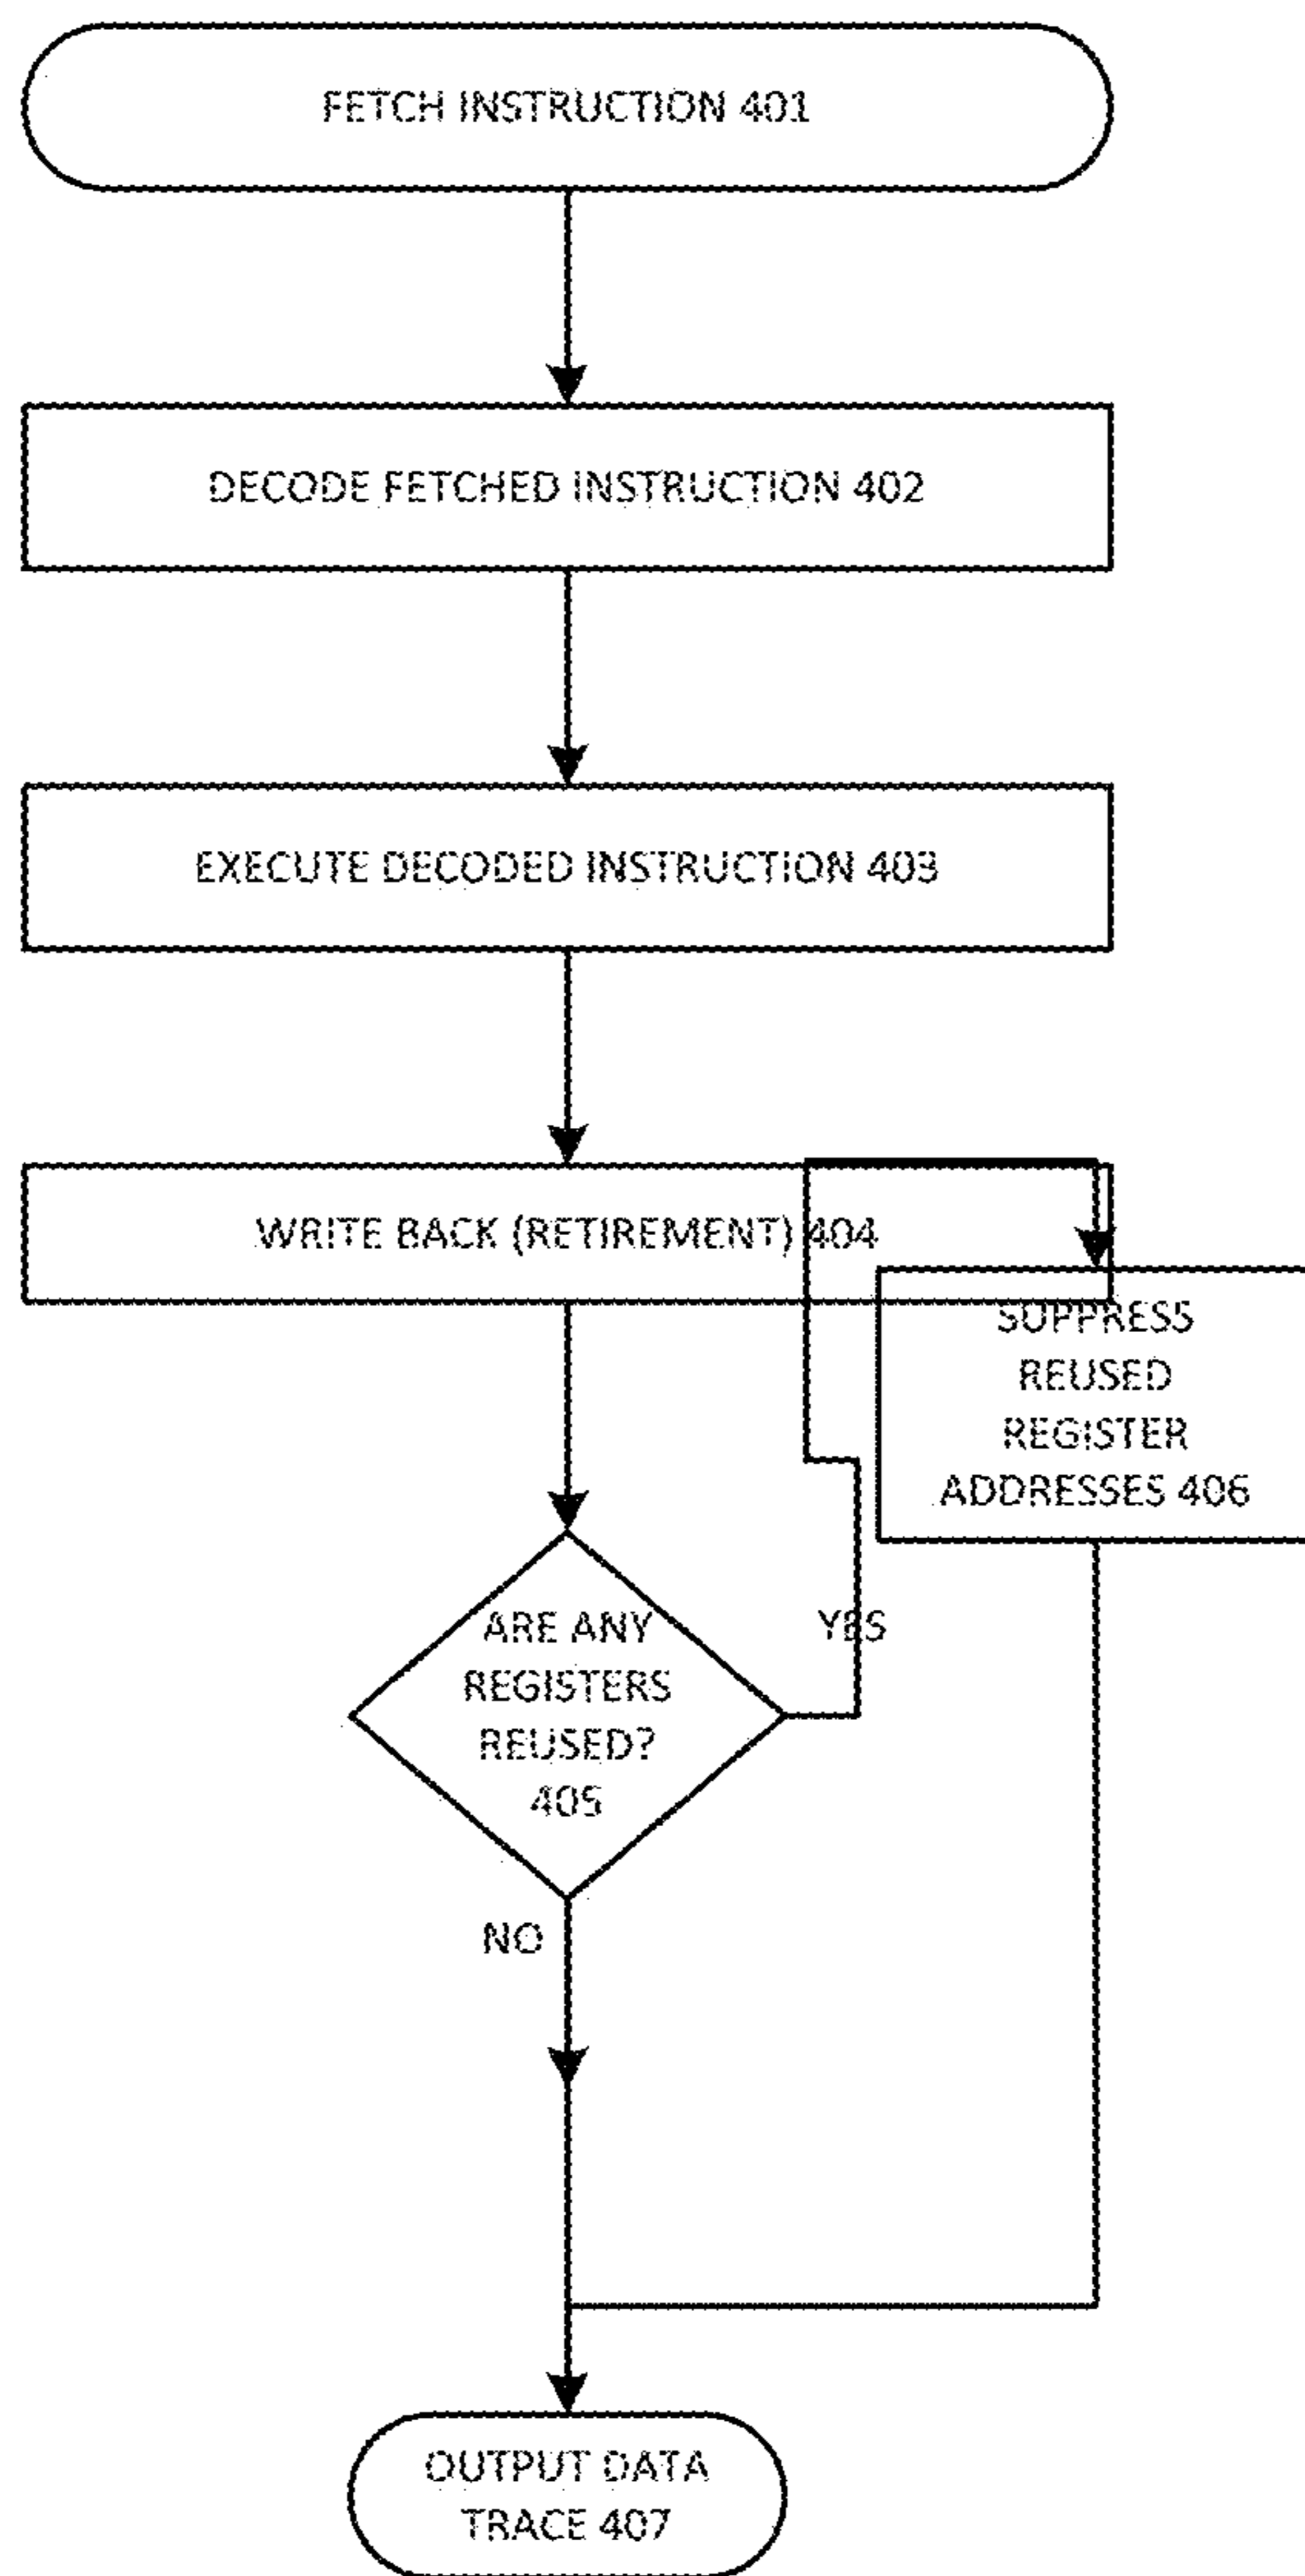 FETCH INSTRUCTION 401
DECODE FETCHED INSTRUCTION 402
EXECUTE DECODED INSTRUCTION 403
WRITE BACK (RETIREMENT) 404
SUPPRESS
REUSED
REGISTER
ADDRESSES 406
YES
ARE ANY
REGISTERS
REUSED?
405
NO
OUTPUT DATA
TRACE 407